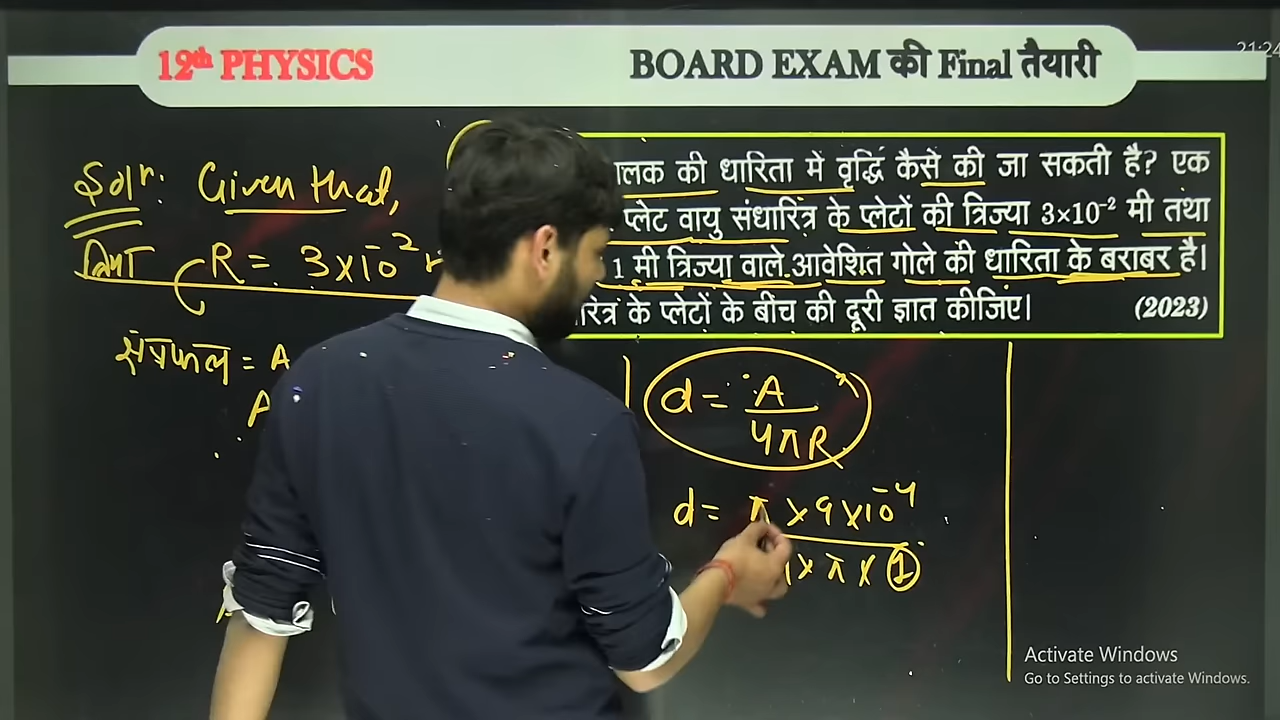 12th PHYSICS
BOARD EXAM की Final तैयारी
21:24
की धारिता में वृद्धि कैसे की जा सकती है? एक
प्लेट वायु संधारित्र के प्लेटों की त्रिज्या 3×10⁻² मी तथा
1 मी त्रिज्या वाले आवेशित गोले की धारिता के बराबर है।
के प्लेटों के बीच की दूरी ज्ञात कीजिए। (2023)
Solⁿ: Given that,
R = 3×10⁻²
क्षेत्रफल = A
A
d = A / 4πR
d = π × 9 × 10⁻⁴
× π × 1
Activate Windows
Go to Settings to activate Windows.